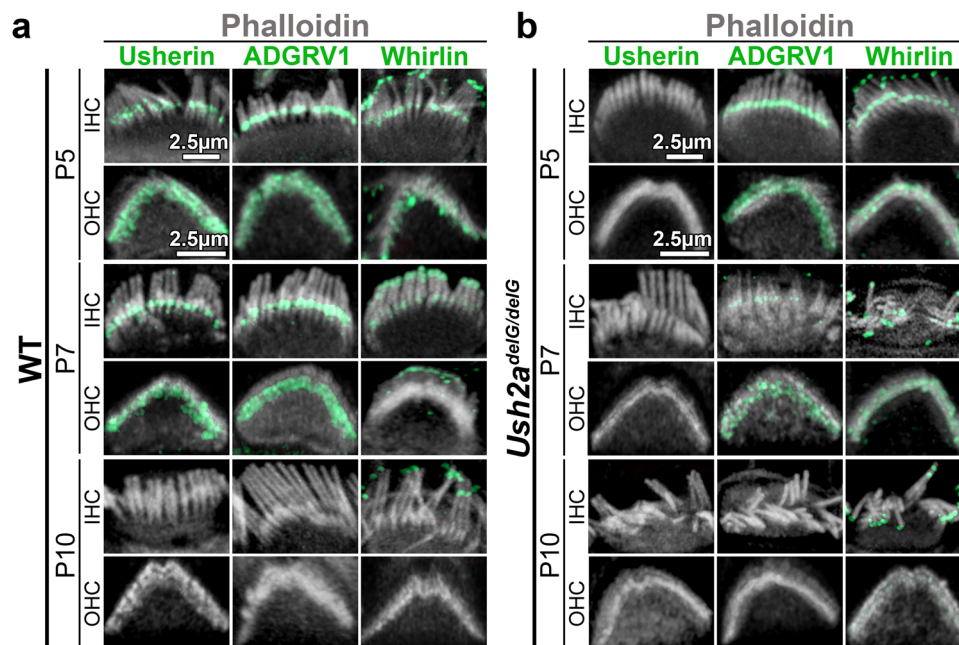 a
Phalloidin
Usherin ADGRV1 Whirlin
WT
P5
IHC
2.5µm
OHC
2.5µm
P7
IHC
OHC
P10
IHC
OHC
b
Phalloidin
Usherin ADGRV1 Whirlin
Ush2a^delG/delG
P5
IHC
2.5µm
OHC
2.5µm
P7
IHC
OHC
P10
IHC
OHC